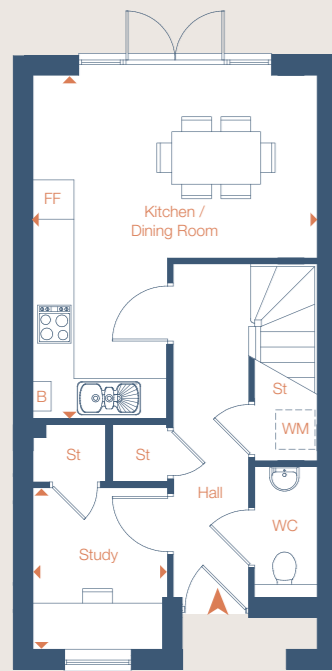 FF
Kitchen /
Dining Room
B
St
WM
St
St
Hall
Study
WC